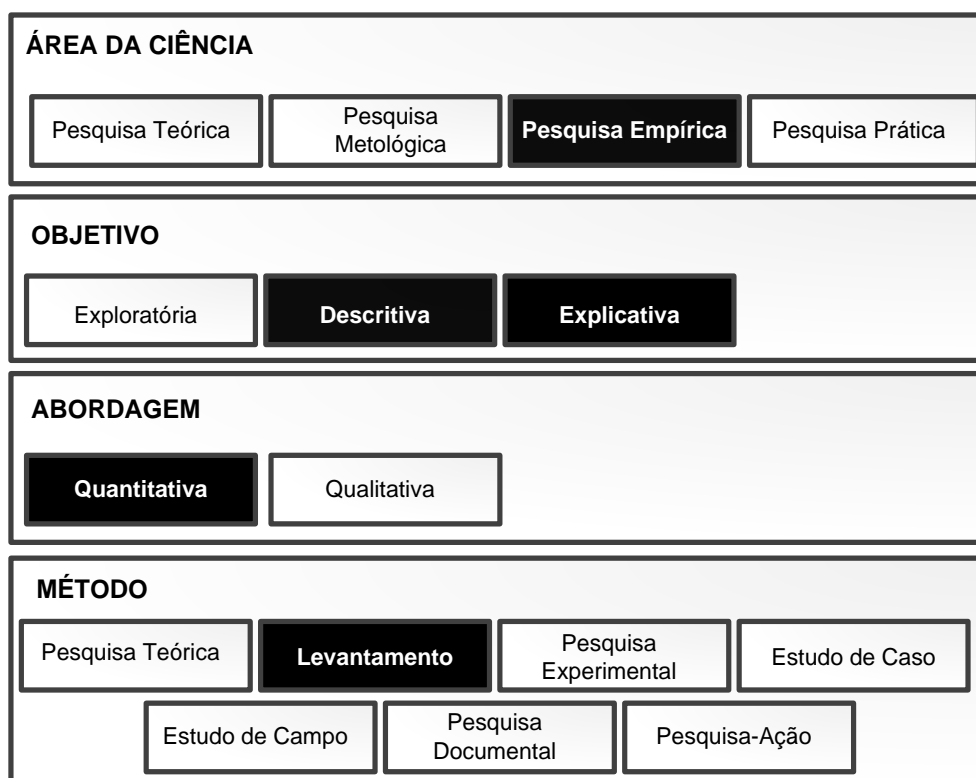 ÁREA DA CIÊNCIA
Pesquisa Teórica
Pesquisa
Metológica
Pesquisa Empírica
Pesquisa Prática
OBJETIVO
Exploratória
Descritiva
Explicativa
ABORDAGEM
Quantitativa
Qualitativa
MÉTODO
Pesquisa Teórica
Levantamento
Pesquisa
Experimental
Estudo de Caso
Estudo de Campo
Pesquisa
Documental
Pesquisa-Ação